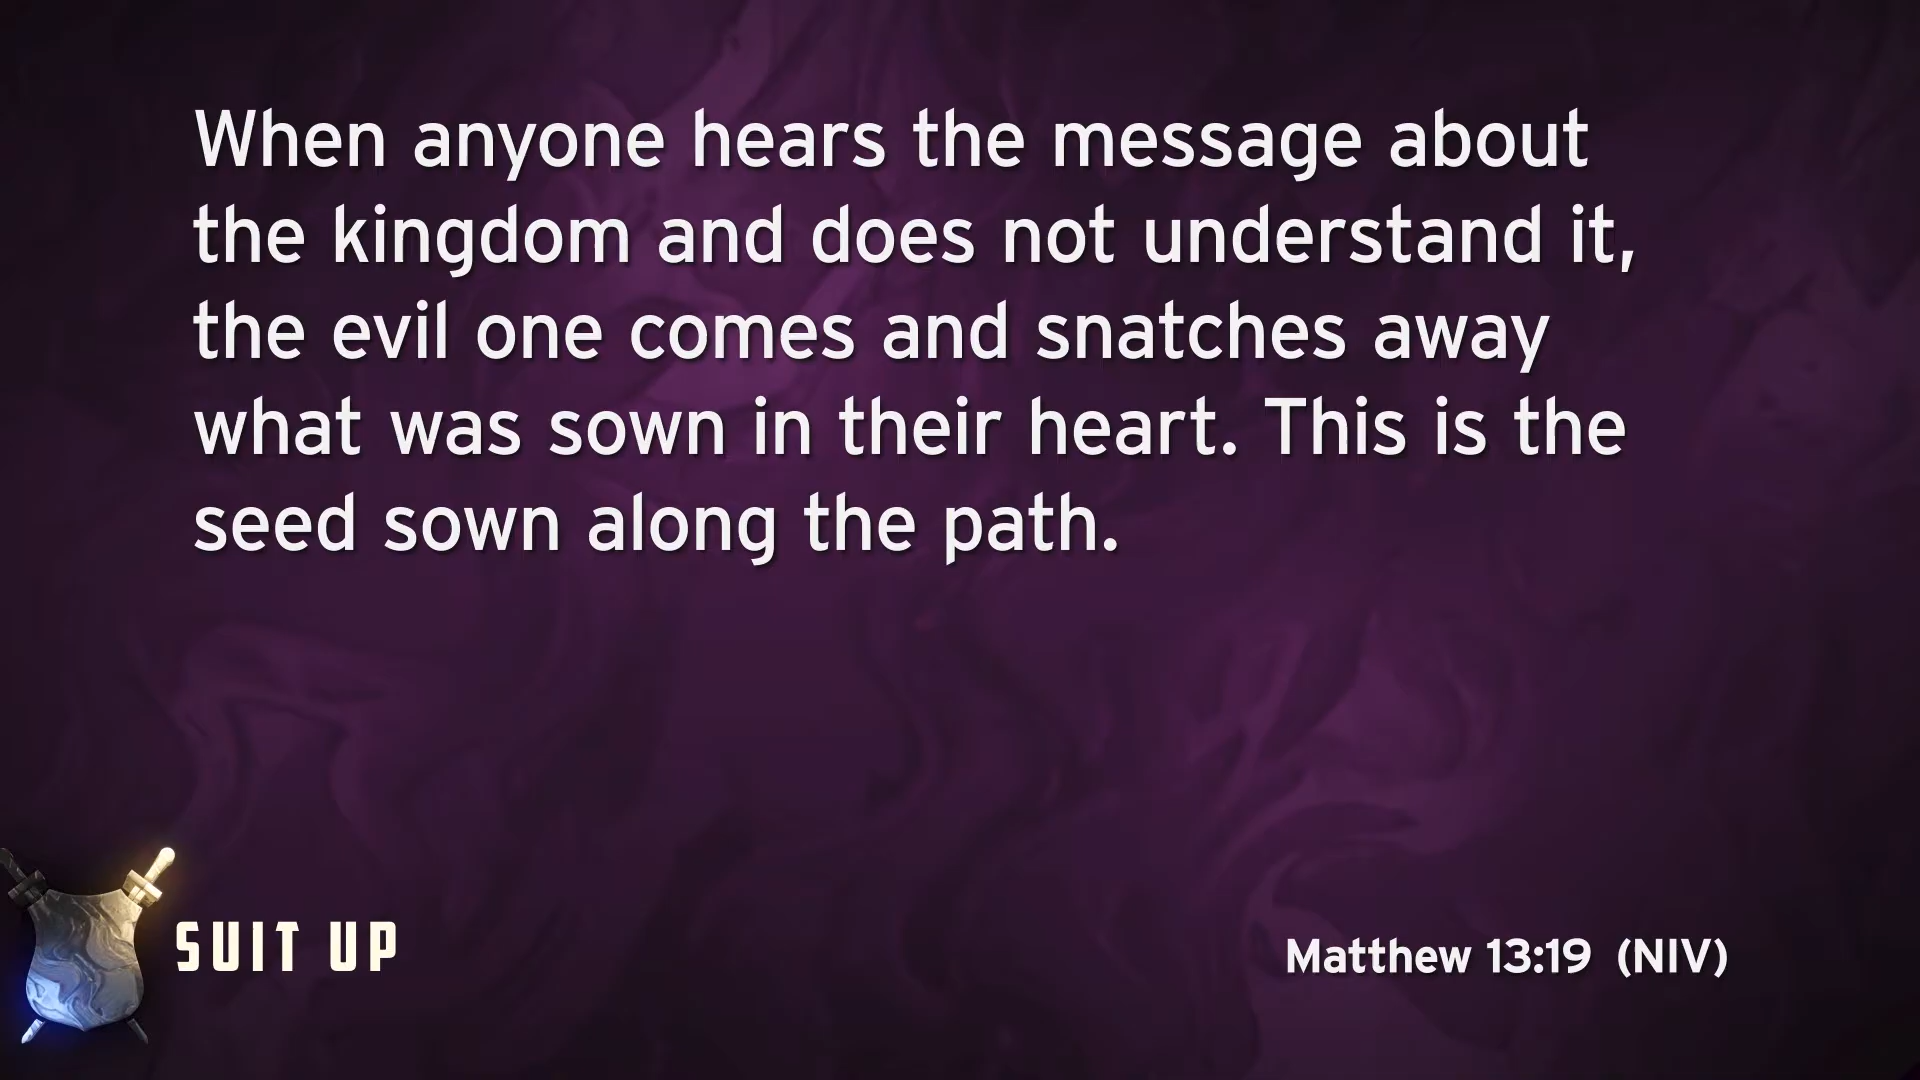 When anyone hears the message about
the kingdom and does not understand it,
the evil one comes and snatches away
what was sown in their heart. This is the
seed sown along the path.
SUIT UP
Matthew 13:19 (NIV)